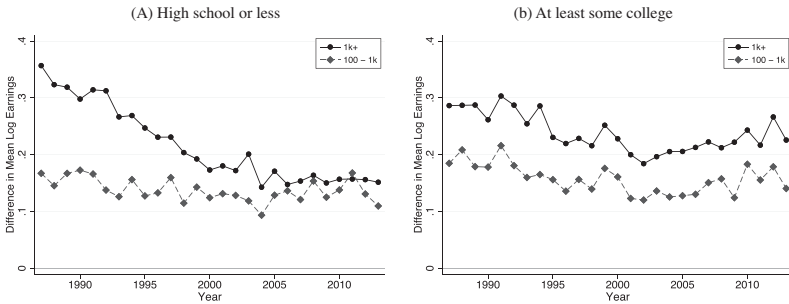 (A) High school or less
.4
.3
.2
.1
0
Difference in Mean Log Earnings
1k+
100 – 1k
1990 1995 2000 2005 2010
Year
(b) At least some college
.4
.3
.2
.1
0
Difference in Mean Log Earnings
1k+
100 – 1k
1990 1995 2000 2005 2010
Year